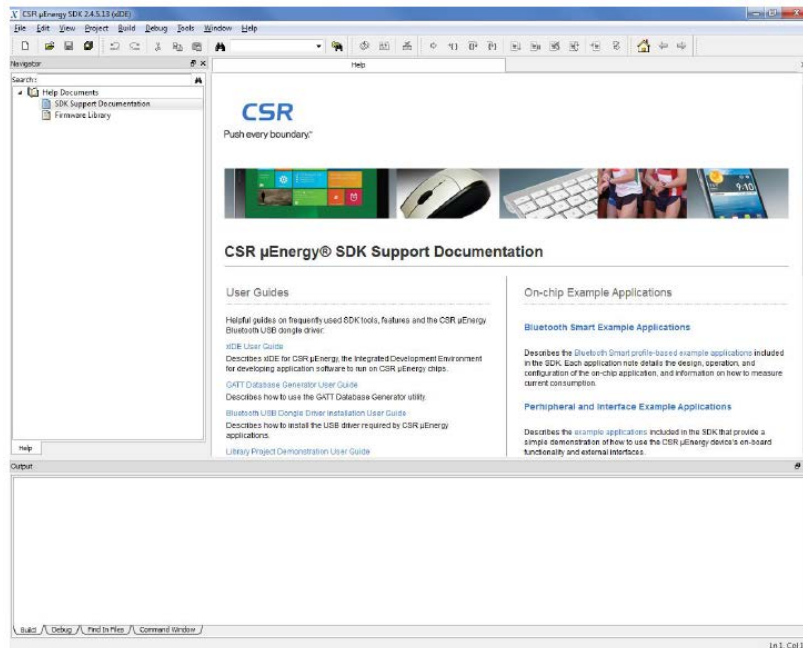 CSR µEnergy SDK 2.4.5.13 (xIDE)
File Edit View Project Build Debug Tools Window Help
Navigator
Help
Search:
Help Documents
SDK Support Documentation
Firmware Library
CSR
Push every boundary.™
9:10
CSR µEnergy® SDK Support Documentation
User Guides
Helpful guides on frequently used SDK tools, features and the CSR µEnergy
Bluetooth USB dongle driver:
xIDE User Guide
Describes xIDE for CSR µEnergy, the Integrated Development Environment
for developing application software to run on CSR µEnergy chips.
GATT Database Generator User Guide
Describes how to use the GATT Database Generator utility.
Bluetooth USB Dongle Driver Installation User Guide
Describes how to install the USB driver required by CSR µEnergy
applications.
Library Project Demonstration User Guide
On-chip Example Applications
Bluetooth Smart Example Applications
Describes the Bluetooth Smart profile-based example applications included
in the SDK. Each application note details the design, operation, and
configuration of the on-chip application, and information on how to measure
current consumption.
Perhipheral and Interface Example Applications
Describes the example applications included in the SDK that provide a
simple demonstration of how to use the CSR µEnergy device's on-board
functionality and external interfaces.
Help
Output
Build Debug Find In Files Command Window
Ln 1, Col 1